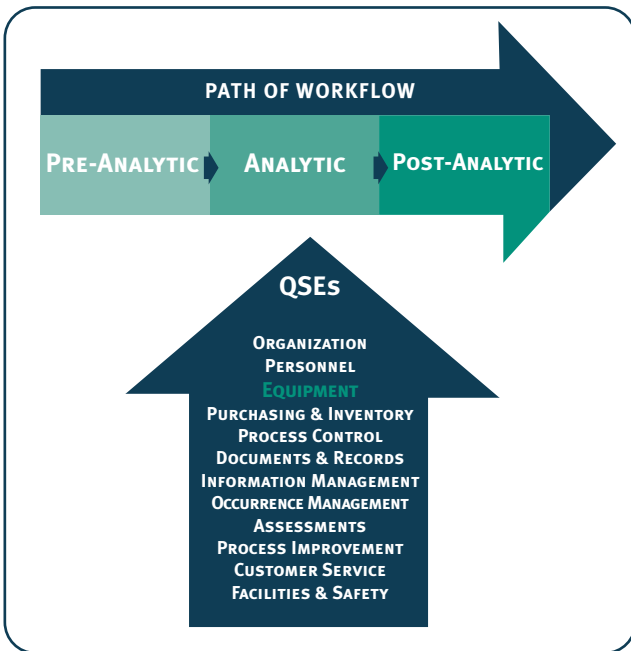 PATH OF WORKFLOW
PRE-ANALYTIC
ANALYTIC
POST-ANALYTIC
QSEs
ORGANIZATION
PERSONNEL
EQUIPMENT
PURCHASING & INVENTORY
PROCESS CONTROL
DOCUMENTS & RECORDS
INFORMATION MANAGEMENT
OCCURRENCE MANAGEMENT
ASSESSMENTS
PROCESS IMPROVEMENT
CUSTOMER SERVICE
FACILITIES & SAFETY